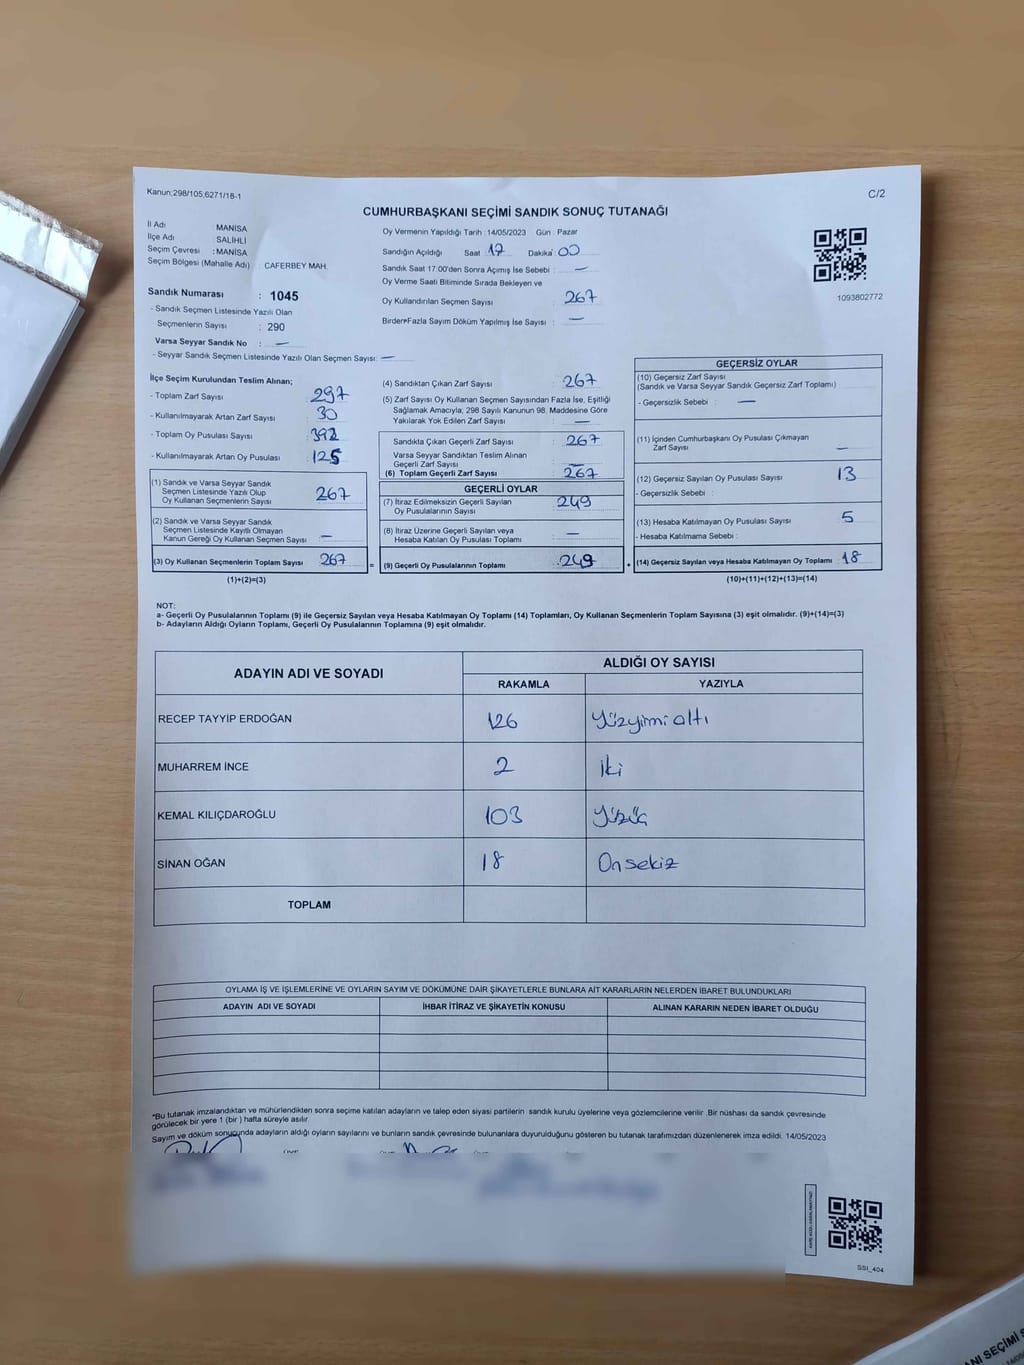 Kanun;298/105;6271/18-1
C/2
CUMHURBAŞKANI SEÇİMİ SANDIK SONUÇ TUTANAĞI
İl Adı : MANİSA
İlçe Adı : SALİHLİ
Seçim Çevresi : MANİSA
Seçim Bölgesi (Mahalle Adı) : CAFERBEY MAH.
Sandık Numarası : 1045
- Sandık Seçmen Listesinde Yazılı Olan
Seçmenlerin Sayısı : 290
Varsa Seyyar Sandık No : —
- Seyyar Sandık Seçmen Listesinde Yazılı Olan Seçmen Sayısı: —
Oy Vermenin Yapıldığı Tarih : 14/05/2023 Gün : Pazar
Sandığın Açıldığı Saat : 17 Dakika: 00
Sandık Saat 17:00'den Sonra Açımış İse Sebebi : —
Oy Verme Saati Bitiminde Sırada Bekleyen ve
Oy Kullandırılan Seçmen Sayısı : 267
Birden Fazla Sayım Döküm Yapılmış İse Sayısı : —
1093802772
İlçe Seçim Kurulundan Teslim Alınan;
- Toplam Zarf Sayısı : 297
- Kullanılmayarak Artan Zarf Sayısı : 30
- Toplam Oy Pusulası Sayısı : 392
- Kullanılmayarak Artan Oy Pusulası : 125
(1) Sandık ve Varsa Seyyar Sandık
Seçmen Listesinde Yazılı Olup
Oy Kullanan Seçmenlerin Sayısı : 267
(2) Sandık ve Varsa Seyyar Sandık
Seçmen Listesinde Kayıtlı Olmayan
Kanun Gereği Oy Kullanan Seçmen Sayısı : —
(3) Oy Kullanan Seçmenlerin Toplam Sayısı : 267
(1)+(2)=(3)
(4) Sandıktan Çıkan Zarf Sayısı : 267
(5) Zarf Sayısı Oy Kullanan Seçmen Sayısından Fazla İse, Eşitliği
Sağlamak Amacıyla; 298 Sayılı Kanunun 98. Maddesine Göre
Yakılarak Yok Edilen Zarf Sayısı : —
Sandıkta Çıkan Geçerli Zarf Sayısı : 267
Varsa Seyyar Sandıktan Teslim Alınan
Geçerli Zarf Sayısı : —
(6) Toplam Geçerli Zarf Sayısı : 267
GEÇERLİ OYLAR
(7) İtiraz Edilmeksizin Geçerli Sayılan
Oy Pusulalarının Sayısı : 249
(8) İtiraz Üzerine Geçerli Sayılan veya
Hesaba Katılan Oy Pusulası Toplamı : —
= (9) Geçerli Oy Pusulalarının Toplamı : 249
GEÇERSİZ OYLAR
(10) Geçersiz Zarf Sayısı
(Sandık ve Varsa Seyyar Sandık Geçersiz Zarf Toplamı)
- Geçersizlik Sebebi : —
(11) İçinden Cumhurbaşkanı Oy Pusulası Çıkmayan
Zarf Sayısı : —
(12) Geçersiz Sayılan Oy Pusulası Sayısı : 13
- Geçersizlik Sebebi :
(13) Hesaba Katılmayan Oy Pusulası Sayısı : 5
- Hesaba Katılmama Sebebi :
+ (14) Geçersiz Sayılan veya Hesaba Katılmayan Oy Toplamı : 18
(10)+(11)+(12)+(13)=(14)
NOT:
a- Geçerli Oy Pusulalarının Toplamı (9) ile Geçersiz Sayılan veya Hesaba Katılmayan Oy Toplamı (14) Toplamları, Oy Kullanan Seçmenlerin Toplam Sayısına (3) eşit olmalıdır. (9)+(14)=(3)
b- Adayların Aldığı Oyların Toplamı, Geçerli Oy Pusulalarının Toplamına (9) eşit olmalıdır.
ADAYIN ADI VE SOYADI
ALDIĞI OY SAYISI
RAKAMLA YAZIYLA
RECEP TAYYİP ERDOĞAN 126 Yüzyirmi altı
MUHARREM İNCE 2 iki
KEMAL KILIÇDAROĞLU 103 Yüzüç
SİNAN OĞAN 18 Onsekiz
TOPLAM
OYLAMA İŞ VE İŞLEMLERİNE VE OYLARIN SAYIM VE DÖKÜMÜNE DAİR ŞİKAYETLERLE BUNLARA AİT KARARLARIN NELERDEN İBARET BULUNDUKLARI
ADAYIN ADI VE SOYADI İHBAR İTİRAZ VE ŞİKAYETİN KONUSU ALINAN KARARIN NEDEN İBARET OLDUĞU
*Bu tutanak imzalandıktan ve mühürlendikten sonra seçime katılan adayların ve talep eden siyasi partilerin sandık kurulu üyelerine veya gözlemcilerine verilir. Bir nüshası da sandık çevresinde
görülecek bir yere 1 (bir) hafta süreyle asılır.
Sayım ve döküm sonucunda adayların aldığı oyların sayılarını ve bunların sandık çevresinde bulunanlara duyurulduğunu gösteren bu tutanak tarafımızdan düzenlenerek imza edildi. 14/05/2023
SSI_404
ANI SEÇİMİ S